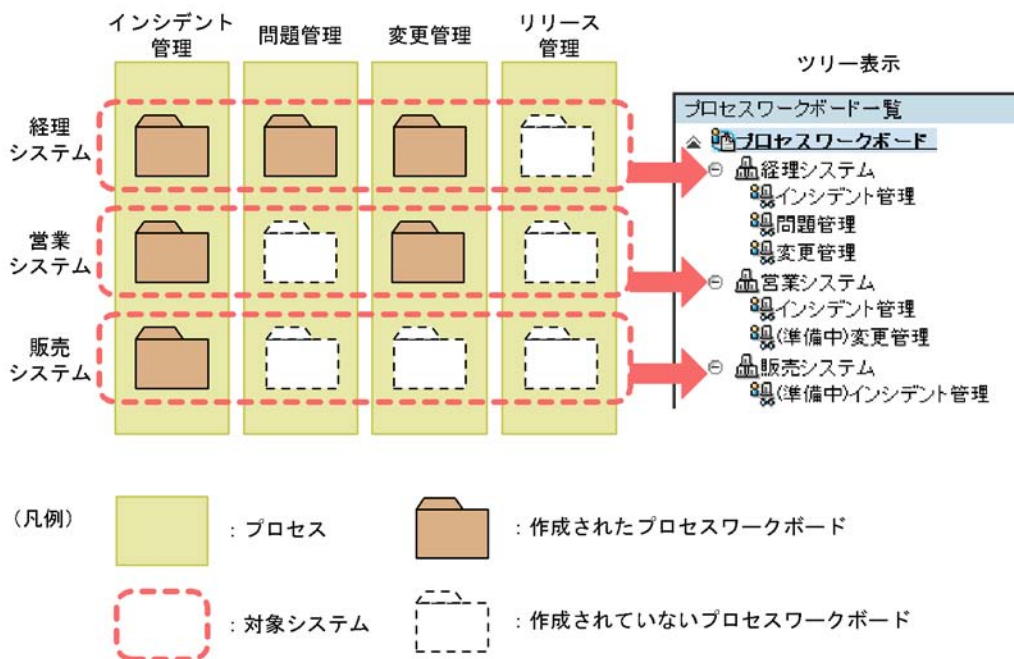 インシデント
管理
問題管理
変更管理
リリース
管理
ツリー表示
経理
システム
営業
システム
販売
システム
プロセスワークボード一覧
プロセスワークボード
経理システム
インシデント管理
問題管理
変更管理
営業システム
インシデント管理
(準備中)変更管理
販売システム
(準備中)インシデント管理
(凡例)
：プロセス
：作成されたプロセスワークボード
：対象システム
：作成されていないプロセスワークボード